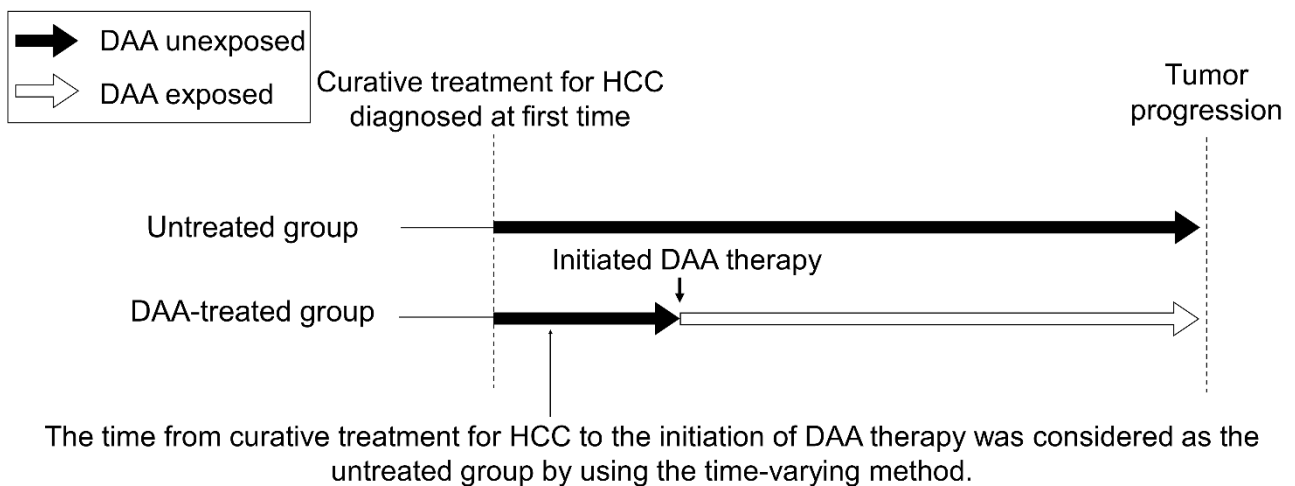 DAA unexposed
DAA exposed
Curative treatment for HCC
diagnosed at first time
Tumor
progression
Untreated group
Initiated DAA therapy
DAA-treated group
The time from curative treatment for HCC to the initiation of DAA therapy was considered as the
untreated group by using the time-varying method.